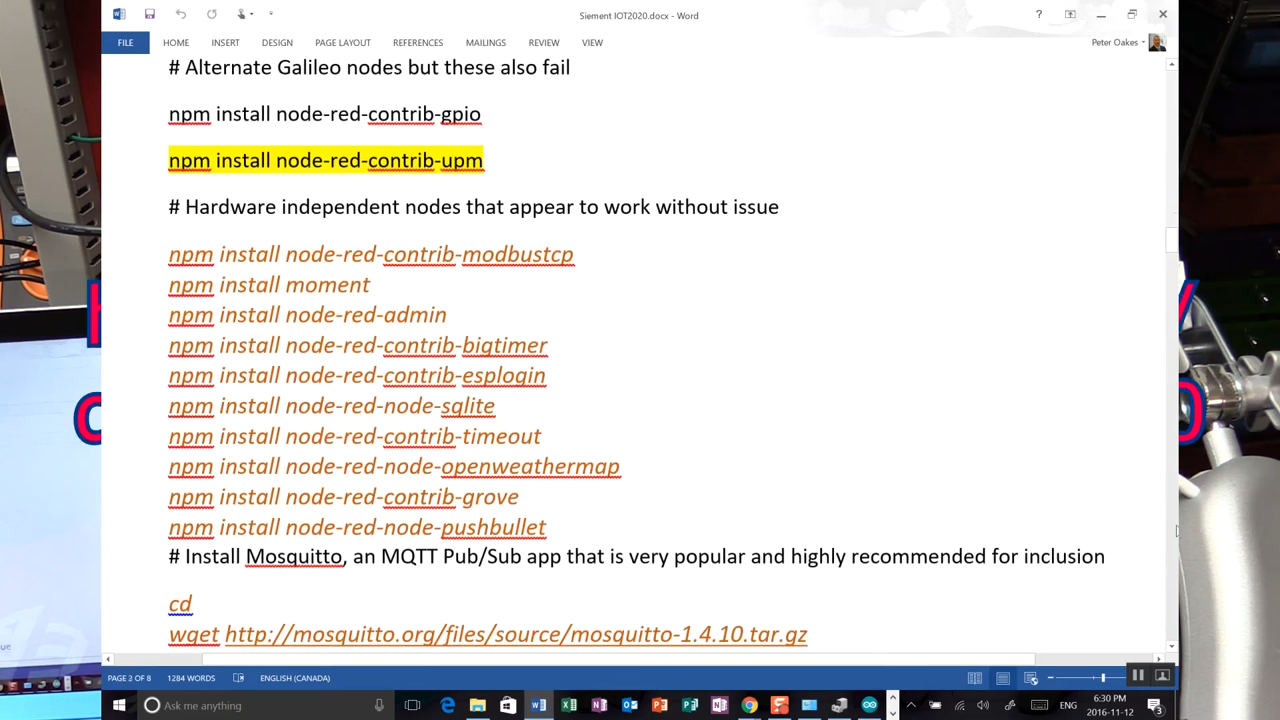 Siement IOT2020.docx - Word
FILE
HOME
INSERT
DESIGN
PAGE LAYOUT
REFERENCES
MAILINGS
REVIEW
VIEW
Peter Oakes
# Alternate Galileo nodes but these also fail
npm install node-red-contrib-gpio
npm install node-red-contrib-upm
# Hardware independent nodes that appear to work without issue
npm install node-red-contrib-modbustcp
npm install moment
npm install node-red-admin
npm install node-red-contrib-bigtimer
npm install node-red-contrib-esplogin
npm install node-red-node-sqlite
npm install node-red-contrib-timeout
npm install node-red-node-openweathermap
npm install node-red-contrib-grove
npm install node-red-node-pushbullet
# Install Mosquitto, an MQTT Pub/Sub app that is very popular and highly recommended for inclusion
cd
wget http://mosquitto.org/files/source/mosquitto-1.4.10.tar.gz
PAGE 2 OF 8
1284 WORDS
ENGLISH (CANADA)
Ask me anything
ENG
6:30 PM
2016-11-12
3